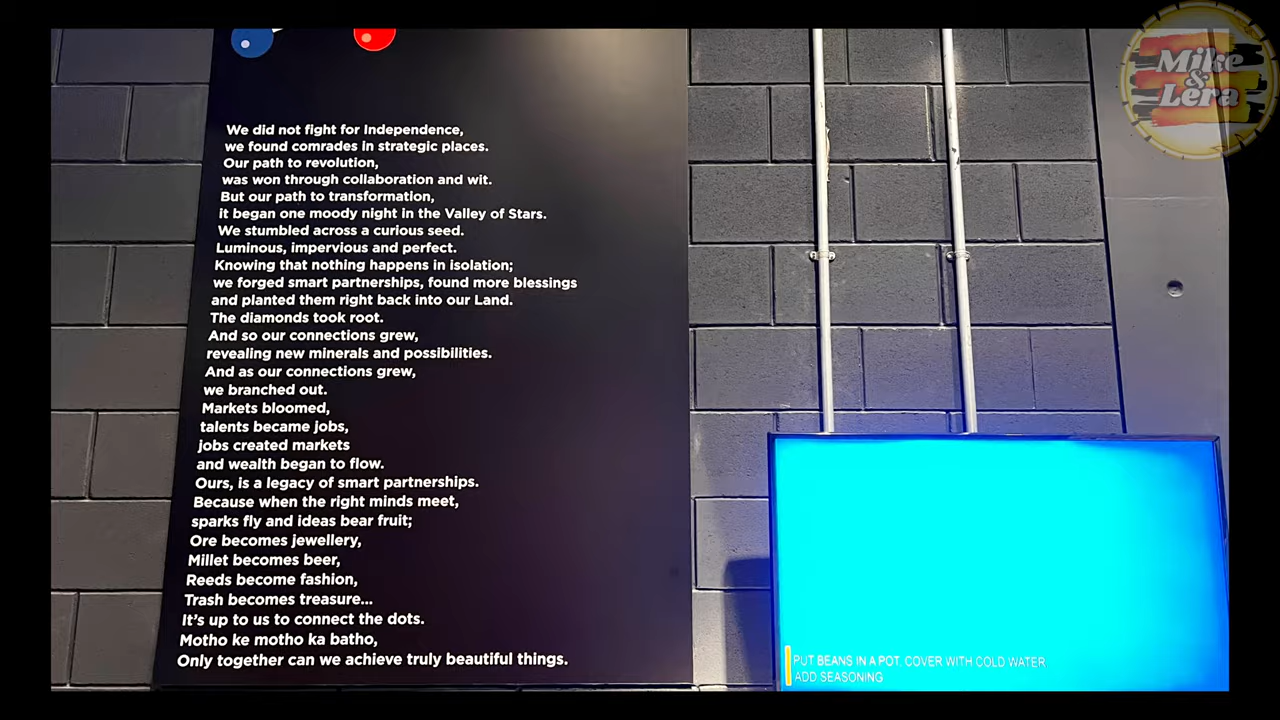 We did not fight for Independence,
we found comrades in strategic places.
Our path to revolution,
was won through collaboration and wit.
But our path to transformation,
it began one moody night in the Valley of Stars.
We stumbled across a curious seed.
Luminous, impervious and perfect.
Knowing that nothing happens in isolation;
we forged smart partnerships, found more blessings
and planted them right back into our Land.
The diamonds took root.
And so our connections grew,
revealing new minerals and possibilities.
And as our connections grew,
we branched out.
Markets bloomed,
talents became jobs,
jobs created markets
and wealth began to flow.
Ours, is a legacy of smart partnerships.
Because when the right minds meet,
sparks fly and ideas bear fruit;
Ore becomes jewellery,
Millet becomes beer,
Reeds become fashion,
Trash becomes treasure...
It's up to us to connect the dots.
Motho ke motho ka batho,
Only together can we achieve truly beautiful things.
PUT BEANS IN A POT, COVER WITH COLD WATER
ADD SEASONING
Mike
&
Lera